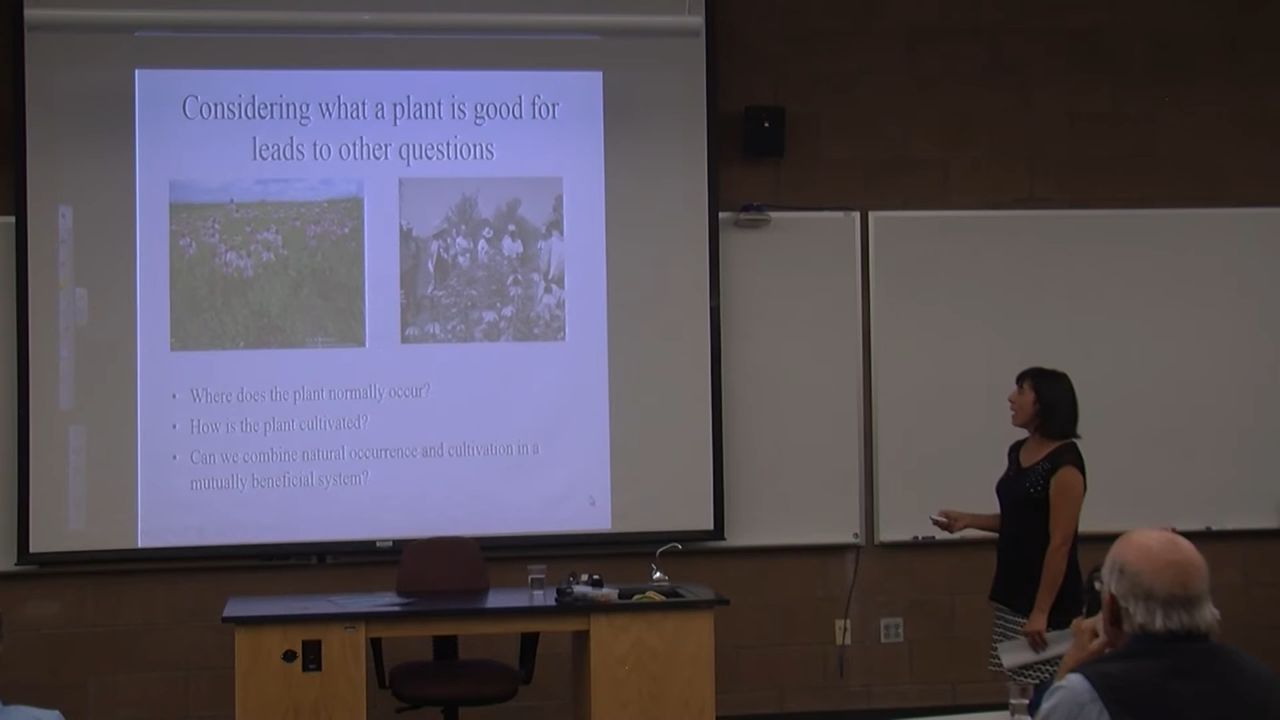 Considering what a plant is good for
leads to other questions
• Where does the plant normally occur?
• How is the plant cultivated?
• Can we combine natural occurrence and cultivation in a
mutually beneficial system?